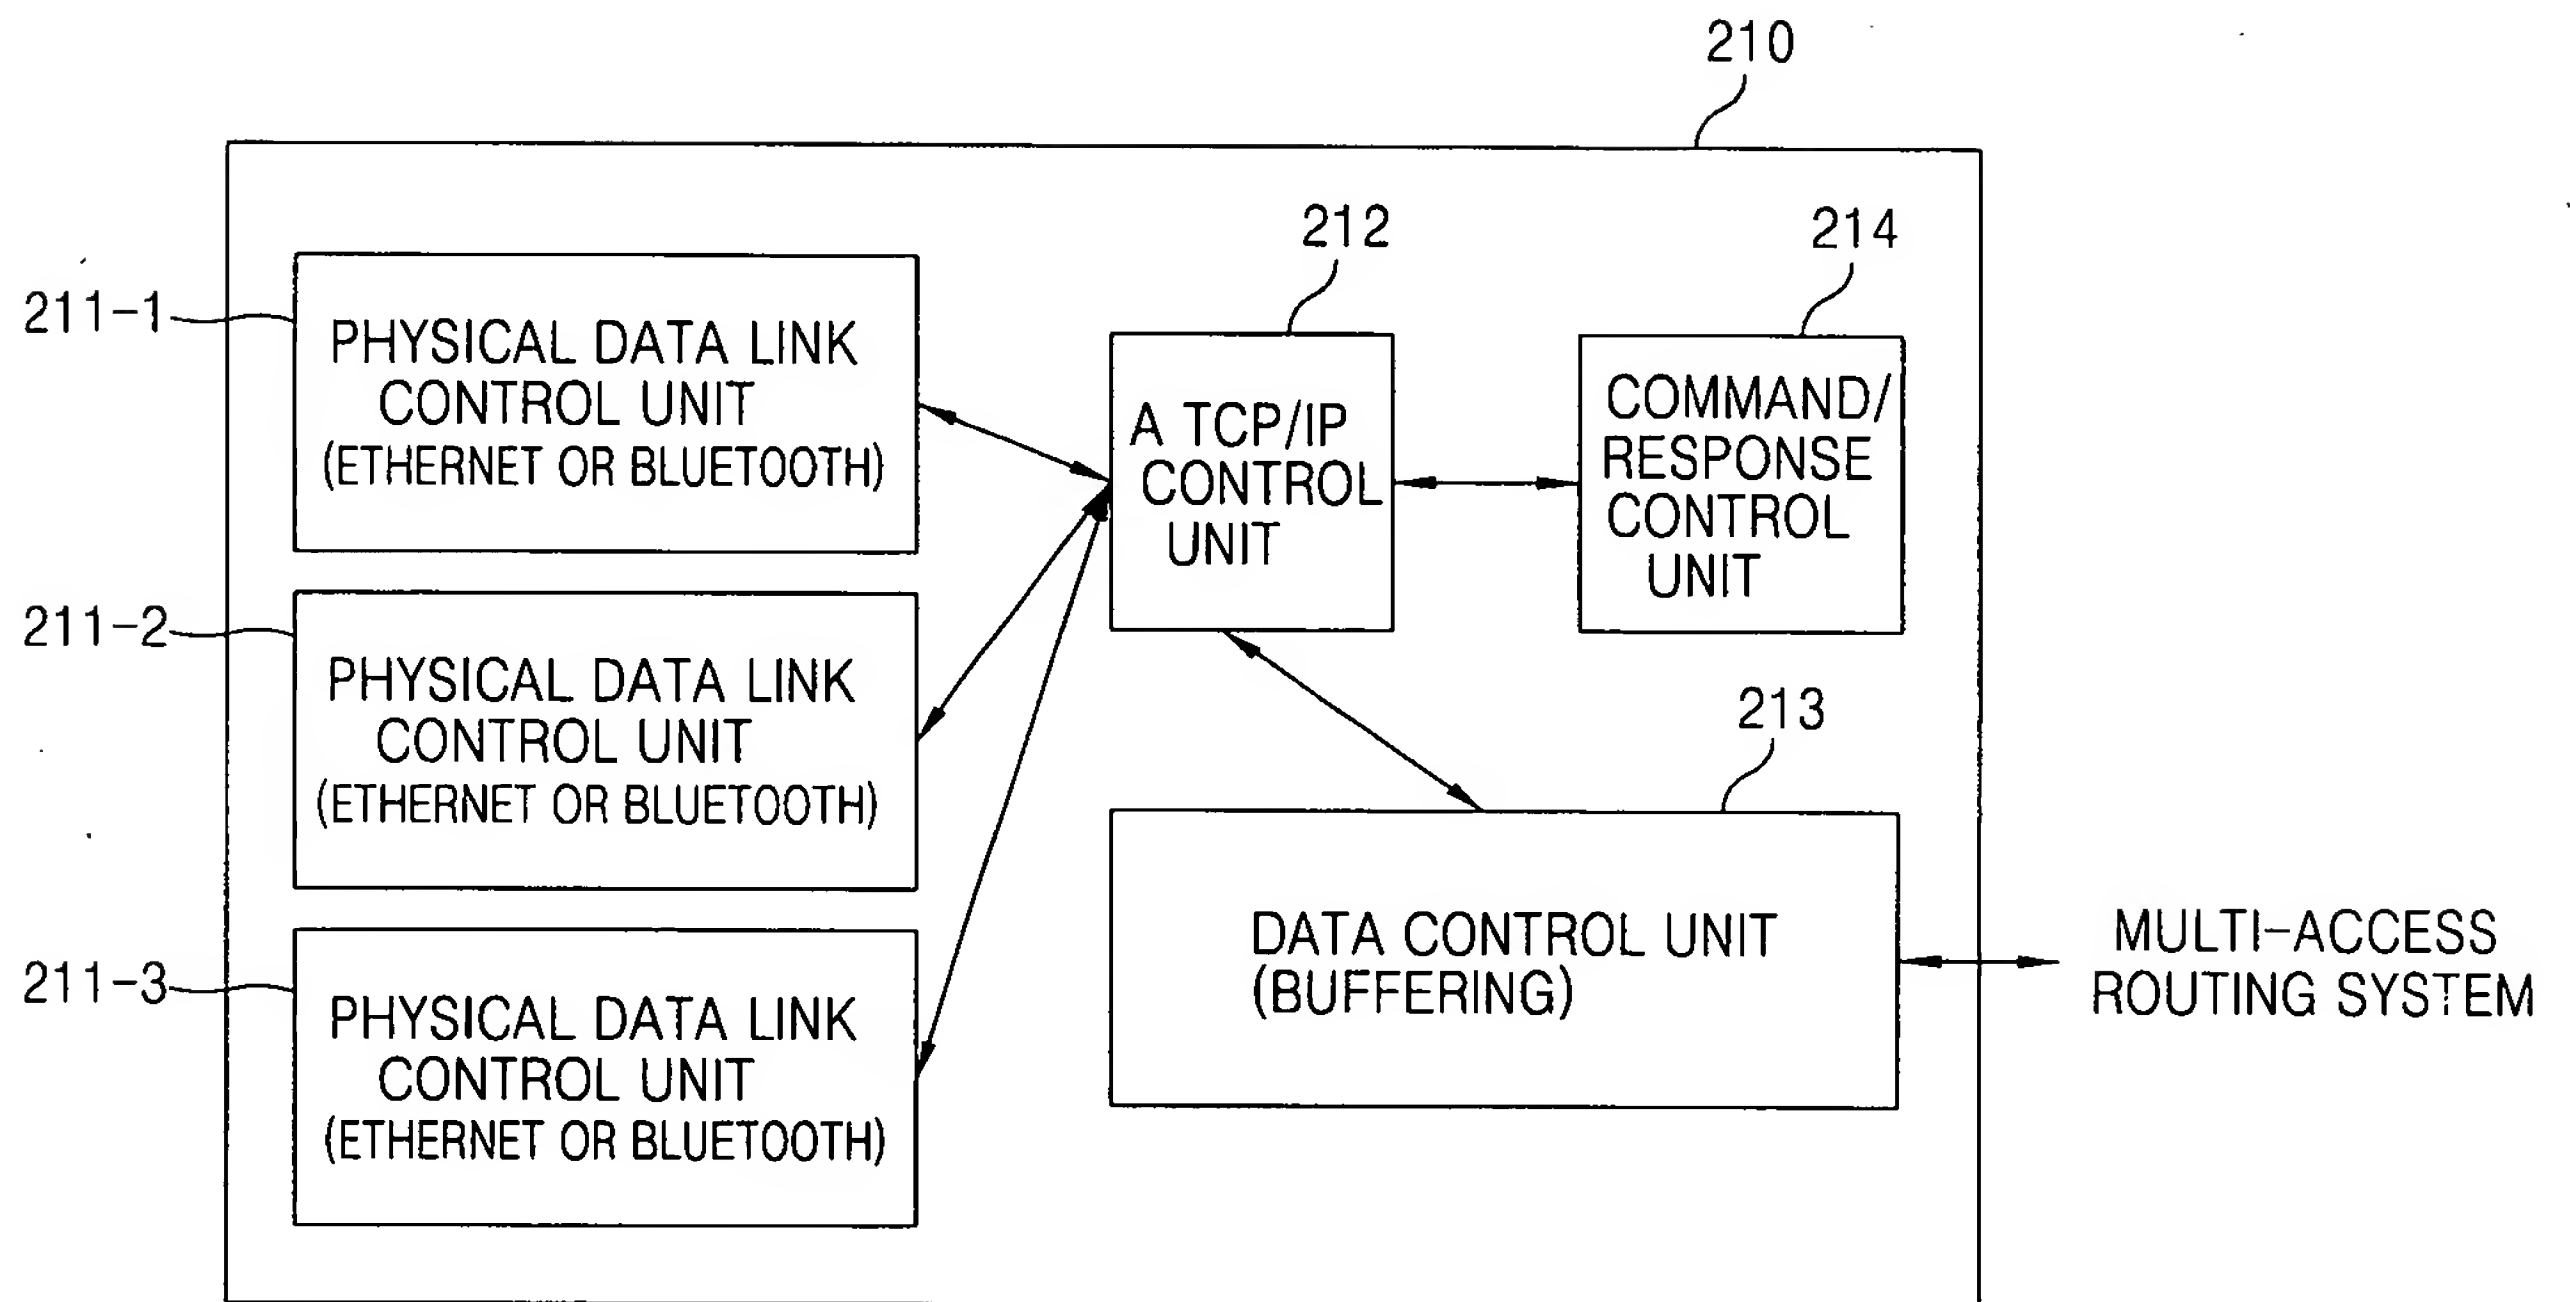 210
211-1
PHYSICAL DATA LINK
CONTROL UNIT
(ETHERNET OR BLUETOOTH)
212
A TCP/IP
CONTROL
UNIT
214
COMMAND/
RESPONSE
CONTROL
UNIT
211-2
PHYSICAL DATA LINK
CONTROL UNIT
(ETHERNET OR BLUETOOTH)
213
DATA CONTROL UNIT
(BUFFERING)
MULTI-ACCESS
ROUTING SYSTEM
211-3
PHYSICAL DATA LINK
CONTROL UNIT
(ETHERNET OR BLUETOOTH)